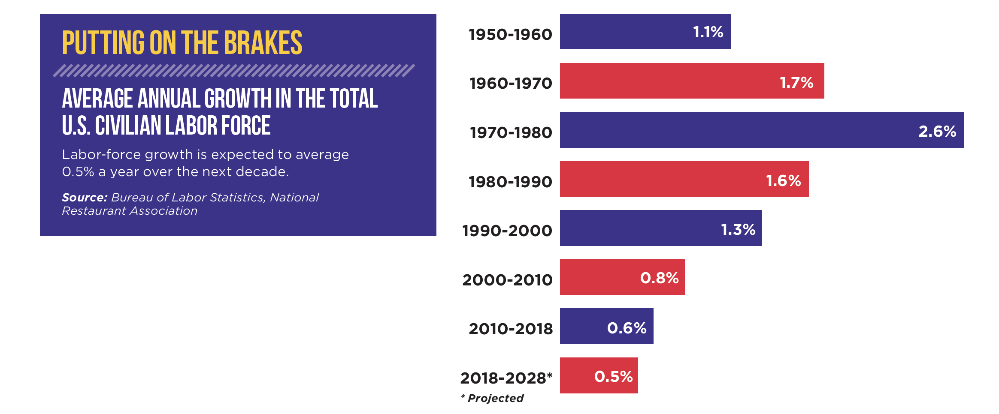 PUTTING ON THE BRAKES
AVERAGE ANNUAL GROWTH IN THE TOTAL
U.S. CIVILIAN LABOR FORCE
Labor-force growth is expected to average
0.5% a year over the next decade.
Source: Bureau of Labor Statistics, National
Restaurant Association
1950-1960 1.1%
1960-1970 1.7%
1970-1980 2.6%
1980-1990 1.6%
1990-2000 1.3%
2000-2010 0.8%
2010-2018 0.6%
2018-2028* 0.5%
* Projected